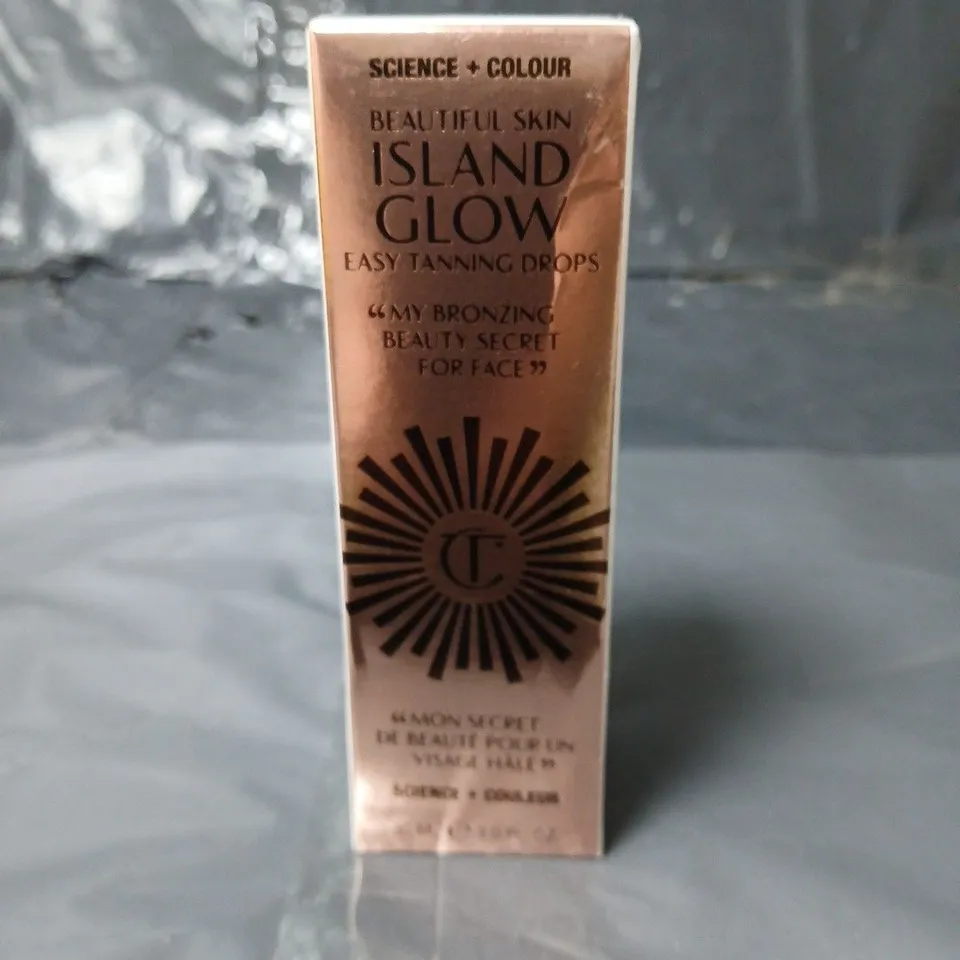 SCIENCE + COLOUR
BEAUTIFUL SKIN
ISLAND
GLOW
EASY TANNING DROPS
“MY BRONZING
BEAUTY SECRET
FOR FACE”
CT
“MON SECRET
DE BEAUTÉ POUR UN
VISAGE HÂLÉ”
SCIENCE + COULEUR